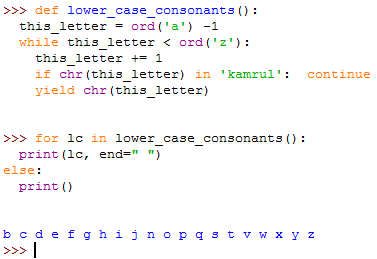 >>> def lower_case_consonants():
  this_letter = ord('a') -1
  while this_letter < ord('z'):
    this_letter += 1
    if chr(this_letter) in 'kamrul':  continue
    yield chr(this_letter)
>>> for lc in lower_case_consonants():
  print(lc, end=" ")
else:
  print()
b c d e f g h i j n o p q s t v w x y z
>>>